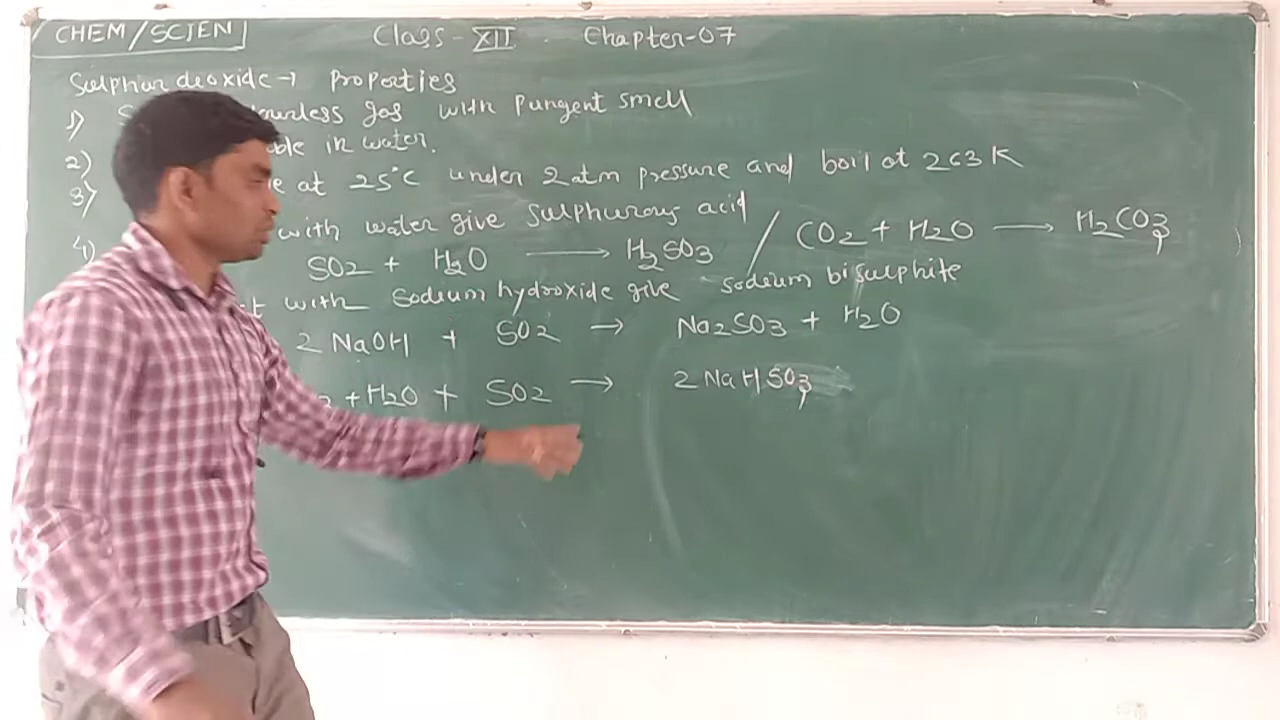 CHEM/SCIEN Class-XII. Chapter-07
Sulphur deoxide → Properties
1) S less gas with pungent smell
2) ble in water.
3) e at 25°C under 2 atm pressure and boil at 263 K
4) with water give Sulphurous acid
SO2 + H2O → H2SO3 / CO2 + H2O → H2CO3
t with Sodium hydroxide give sodium bisulphite
2 NaOH + SO2 → Na2SO3 + H2O
3 + H2O + SO2 → 2 NaHSO3